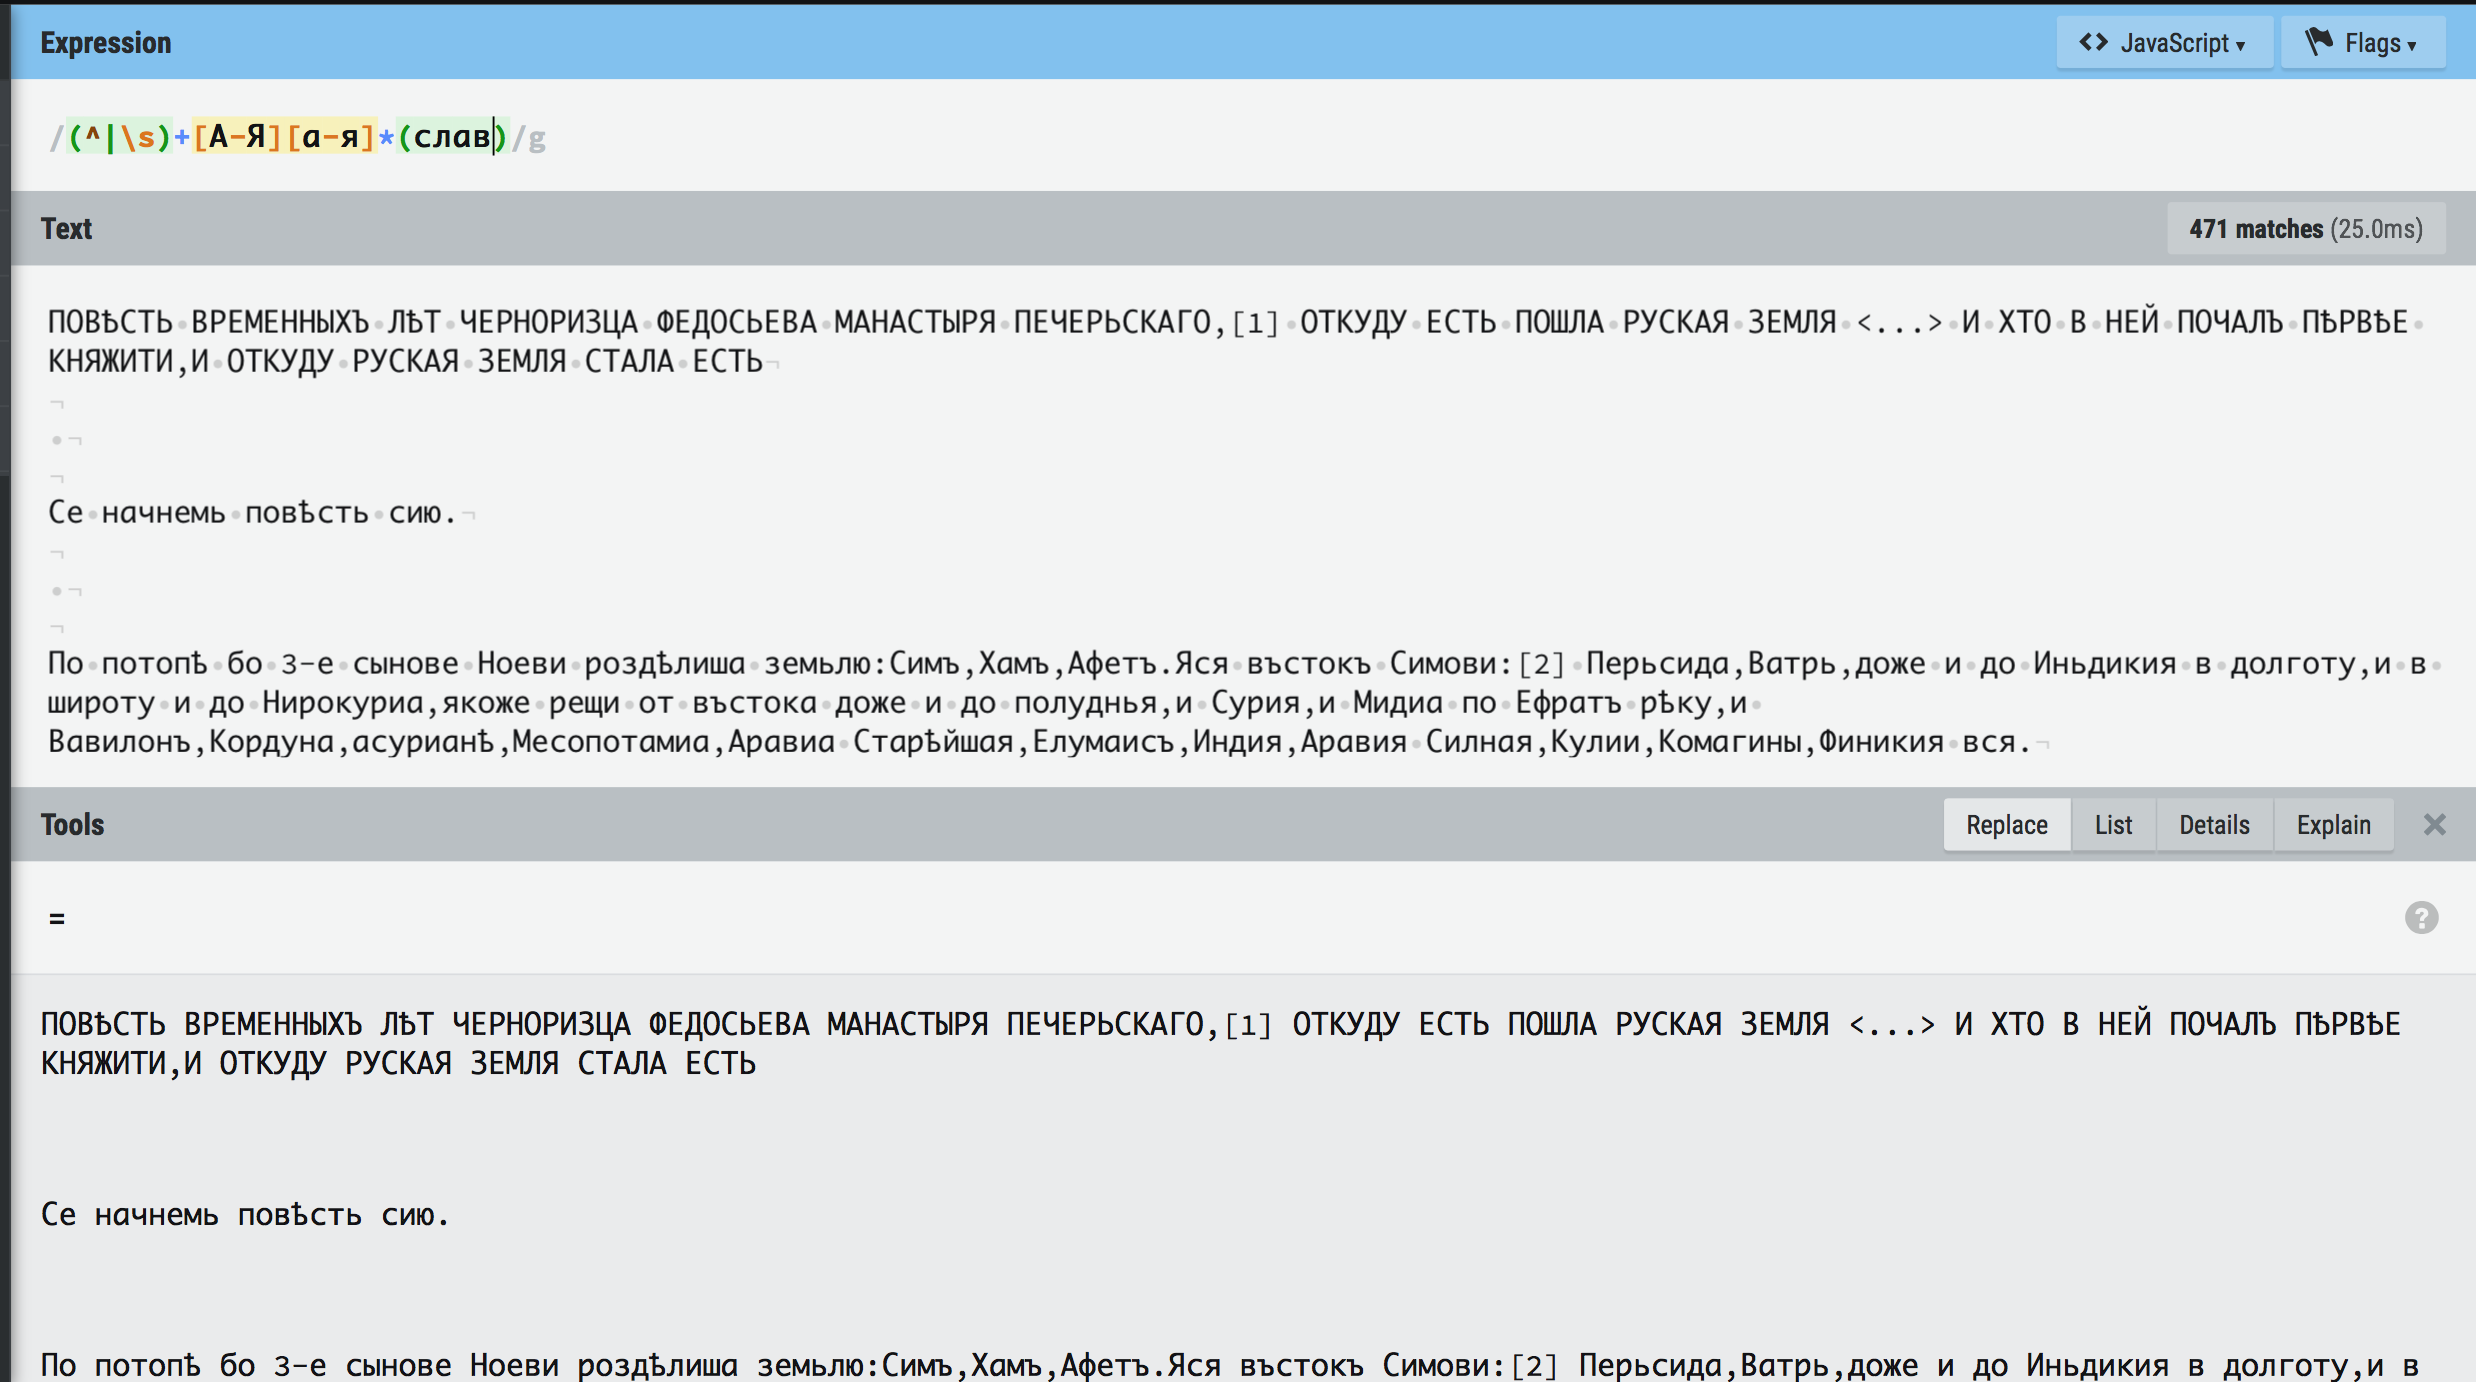 Expression
<> JavaScript ▾ Flags ▾
/(^|\s)+[А-Я][а-я]*(слав)/g
Text
471 matches (25.0ms)
ПОВѢСТЬ•ВРЕМЕННЫХЪ•ЛѢТ•ЧЕРНОРИЗЦА•ФЕДОСЬЕВА•МАНАСТЫРЯ•ПЕЧЕРЬСКАГО,[1]•ОТКУДУ•ЕСТЬ•ПОШЛА•РУСКАЯ•ЗЕМЛЯ•<...>•И•ХТО•В•НЕЙ•ПОЧАЛЪ•ПѢРВѢЕ•
КНЯЖИТИ,И•ОТКУДУ•РУСКАЯ•ЗЕМЛЯ•СТАЛА•ЕСТЬ¬
¬
•¬
¬
Се•начнемь•повѣсть•сию.¬
¬
•¬
¬
По•потопѣ•бо•3-е•сынове•Ноеви•роздѣлиша•земьлю:Симъ,Хамъ,Афетъ.Яся•въстокъ•Симови:[2]•Перьсида,Ватрь,доже•и•до•Иньдикия•в•долготу,и•в•
широту•и•до•Нирокуриа,якоже•рещи•от•въстока•доже•и•до•полуднья,и•Сурия,и•Мидиа•по•Ефратъ•рѣку,и•
Вавилонъ,Кордуна,асурианѣ,Месопотамиа,Аравиа•Старѣйшая,Елумаисъ,Индия,Аравия•Силная,Кулии,Комагины,Финикия•вся.¬
Tools
Replace List Details Explain ✕
= ?
ПОВѢСТЬ ВРЕМЕННЫХЪ ЛѢТ ЧЕРНОРИЗЦА ФЕДОСЬЕВА МАНАСТЫРЯ ПЕЧЕРЬСКАГО,[1] ОТКУДУ ЕСТЬ ПОШЛА РУСКАЯ ЗЕМЛЯ <...> И ХТО В НЕЙ ПОЧАЛЪ ПѢРВѢЕ
КНЯЖИТИ,И ОТКУДУ РУСКАЯ ЗЕМЛЯ СТАЛА ЕСТЬ
Се начнемь повѣсть сию.
По потопѣ бо 3-е сынове Ноеви роздѣлиша земьлю:Симъ,Хамъ,Афетъ.Яся въстокъ Симови:[2] Перьсида,Ватрь,доже и до Иньдикия в долготу,и в